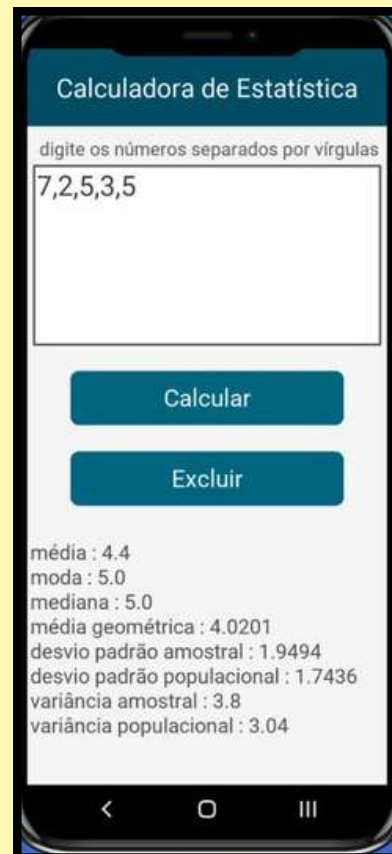 Calculadora de Estatística
digite os números separados por vírgulas
7,2,5,3,5
Calcular
Excluir
média : 4.4
moda : 5.0
mediana : 5.0
média geométrica : 4.0201
desvio padrão amostral : 1.9494
desvio padrão populacional : 1.7436
variância amostral : 3.8
variância populacional : 3.04